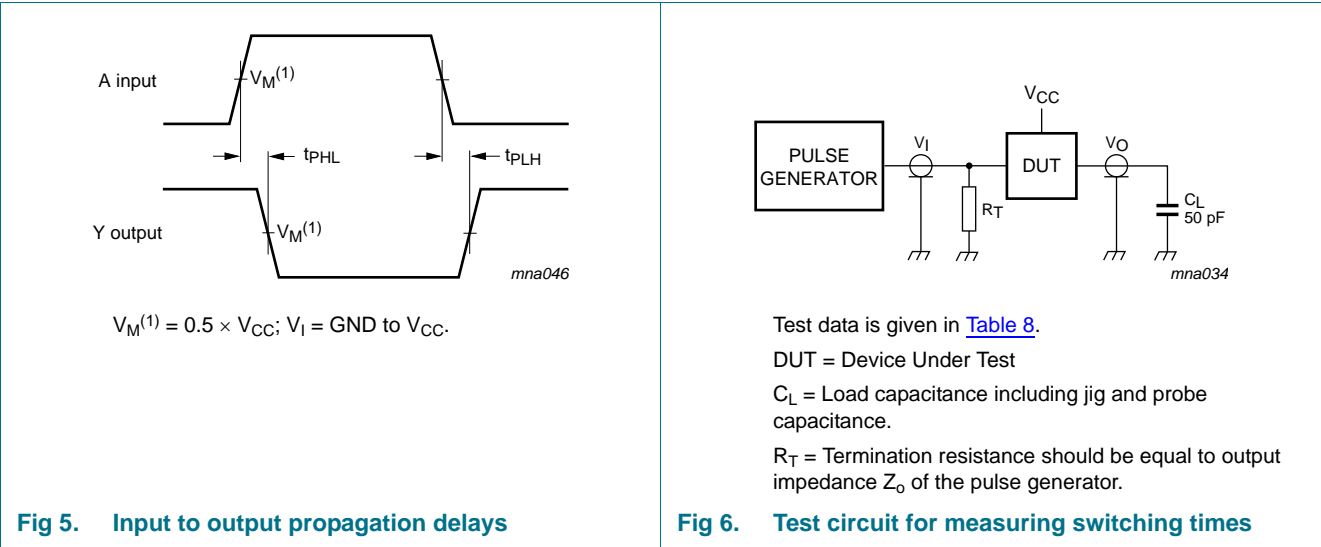 A input
V_M(1)
t_PHL
t_PLH
Y output
V_M(1)
mna046
V_M(1) = 0.5 × V_CC; V_I = GND to V_CC.
Fig 5. Input to output propagation delays
V_CC
PULSE
GENERATOR
V_I
DUT
V_O
R_T
C_L
50 pF
mna034
Test data is given in Table 8.
DUT = Device Under Test
C_L = Load capacitance including jig and probe
capacitance.
R_T = Termination resistance should be equal to output
impedance Z_o of the pulse generator.
Fig 6. Test circuit for measuring switching times